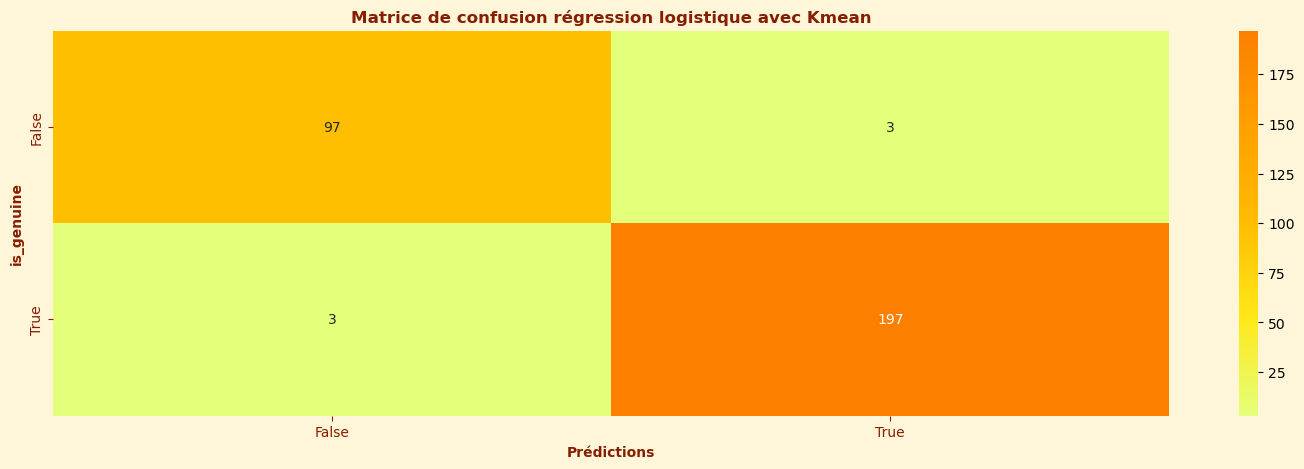 Matrice de confusion régression logistique avec Kmean
is_genuine
False
97
3
True
3
197
False
True
Prédictions
175
150
125
100
75
50
25